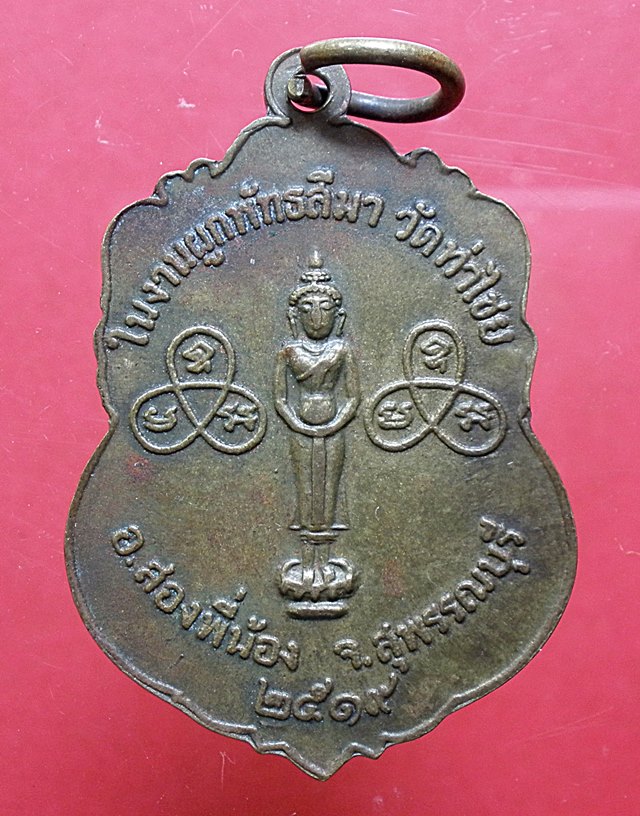 ในงานผูกพัทธสีมา วัดท่าไชย
อ.สองพี่น้อง จ.สุพรรณบุรี
๒๕๑๙